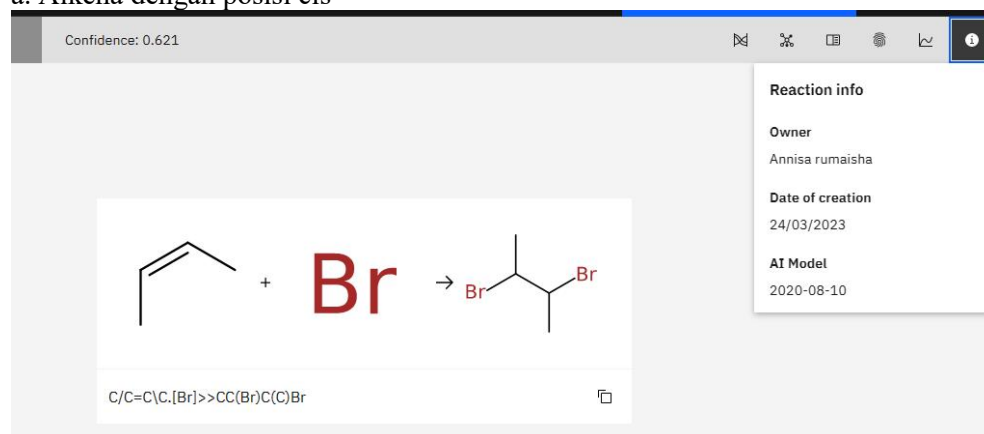 a. Alkena dengan posisi cis
Confidence: 0.621
Reaction info
Owner
Annisa rumaisha
Date of creation
24/03/2023
AI Model
2020-08-10
+ Br → Br Br
C/C=C\C.[Br]>>CC(Br)C(C)Br